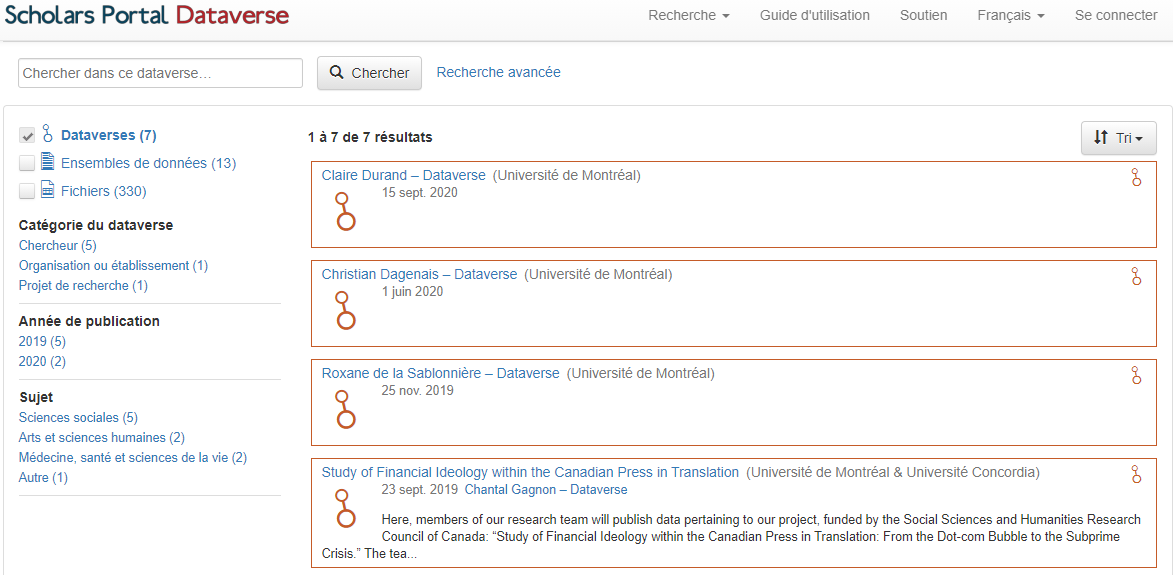 Scholars Portal Dataverse
Recherche
Guide d'utilisation
Soutien
Français
Se connecter
Chercher dans ce dataverse...
Chercher
Recherche avancée
Dataverses (7)
Ensembles de données (13)
Fichiers (330)
Catégorie du dataverse
Chercheur (5)
Organisation ou établissement (1)
Projet de recherche (1)
Année de publication
2019 (5)
2020 (2)
Sujet
Sciences sociales (5)
Arts et sciences humaines (2)
Médecine, santé et sciences de la vie (2)
Autre (1)
1 à 7 de 7 résultats
Tri
Claire Durand – Dataverse (Université de Montréal)
15 sept. 2020
Christian Dagenais – Dataverse (Université de Montréal)
1 juin 2020
Roxane de la Sablonnière – Dataverse (Université de Montréal)
25 nov. 2019
Study of Financial Ideology within the Canadian Press in Translation (Université de Montréal & Université Concordia)
23 sept. 2019 Chantal Gagnon – Dataverse
Here, members of our research team will publish data pertaining to our project, funded by the Social Sciences and Humanities Research
Council of Canada: “Study of Financial Ideology within the Canadian Press in Translation: From the Dot-com Bubble to the Subprime
Crisis.” The tea...